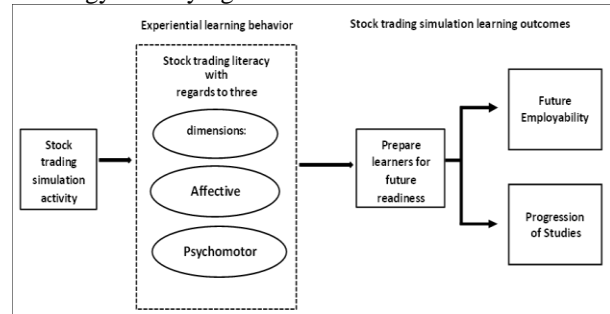 Experiential learning behavior
Stock trading simulation learning outcomes
Stock trading literacy
with
regards to three
dimensions:
Affective
Psychomotor
Stock
trading
simulation
activity
Prepare
learners for
future
readiness
Future
Employability
Progression
of Studies